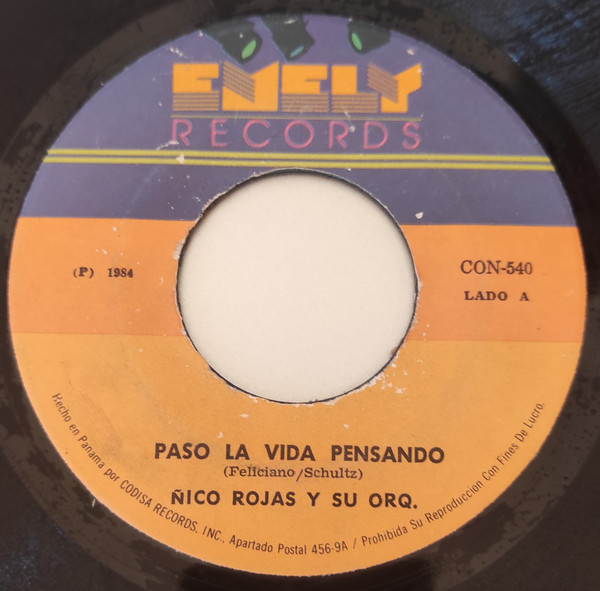 EMELY
RECORDS
(P) 1984
CON-540
LADO A
PASO LA VIDA PENSANDO
(Feliciano/Schultz)
ÑICO ROJAS Y SU ORQ.
Hecho en Panama por CODISA RECORDS, INC., Apartado Postal 456-9A / Prohibida Su Reproduccion Con Fines De Lucro.